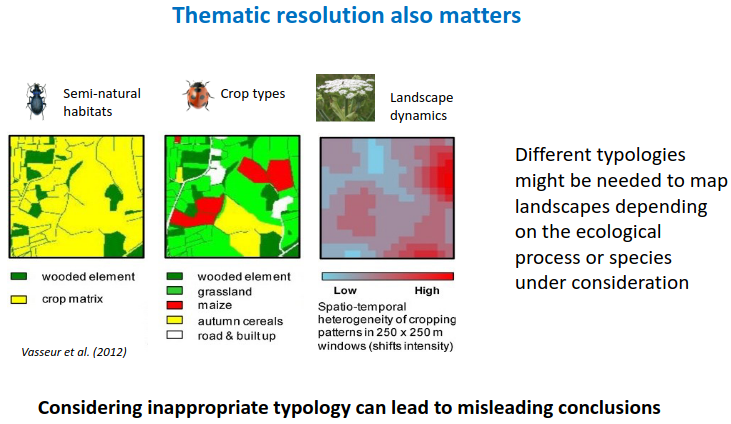 Thematic resolution also matters
Semi-natural
habitats
Crop types
Landscape
dynamics
wooded element
crop matrix
Vasseur et al. (2012)
wooded element
grassland
maize
autumn cereals
road & built up
Low High
Spatio-temporal
heterogeneity of cropping
patterns in 250 x 250 m
windows (shifts intensity)
Different typologies
might be needed to map
landscapes depending
on the ecological
process or species
under consideration
Considering inappropriate typology can lead to misleading conclusions